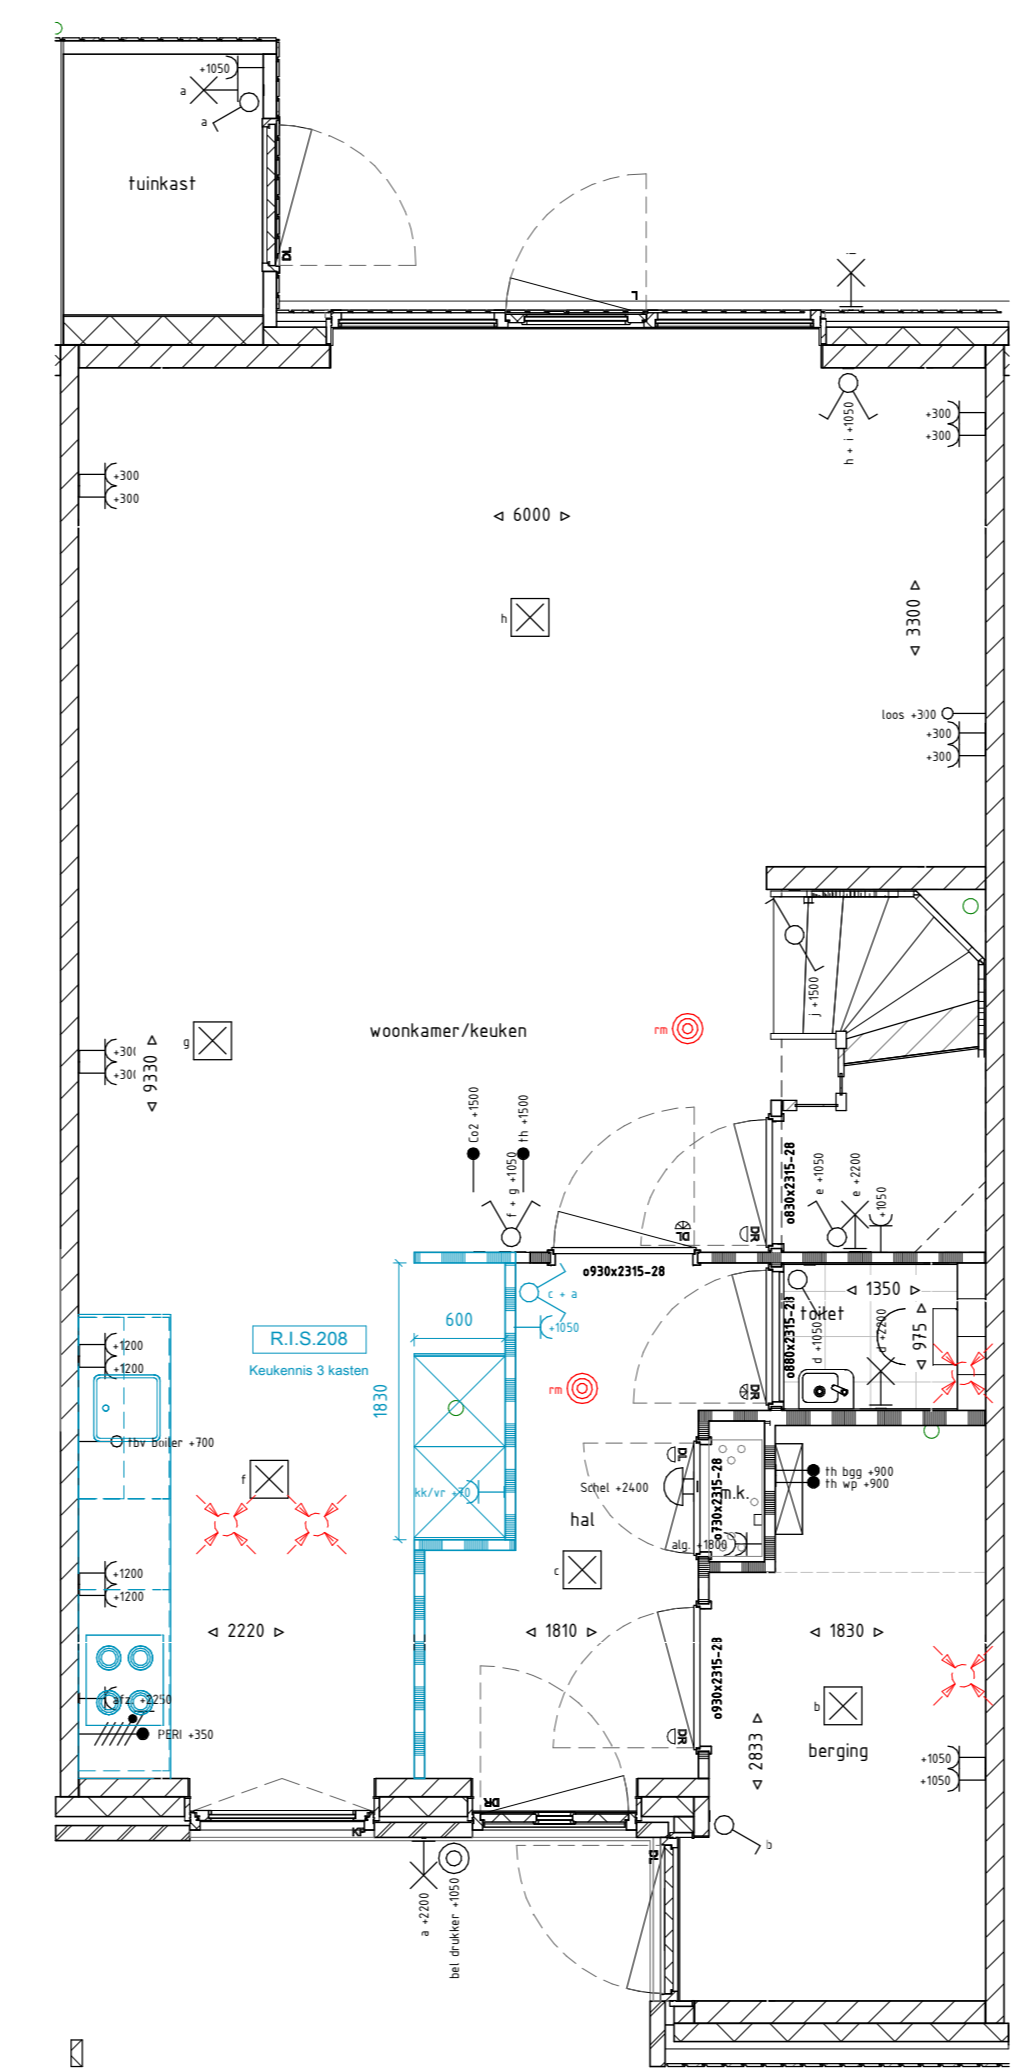 +1050
a
a
tuinkast
DL
L
h + i +1050
+300
+300
+300
+300
6000
3300
h
loos +300
+300
+300
j +1500
woonkamer/keuken
rm
g
+300
+300
9330
Co2 +1500
f + g +1050
th +1500
DL
DR
o830x2315-28
e +1050
e +2200
+1050
o930x2315-28
c + a
+1050
600
1830
R.I.S.208
Keukennis 3 kasten
+1200
+1200
1350
toilet
975
d +1050
d +2200
o880x2315-28
DR
rm
tbv boiler +700
f
kk/vr +70
Schel +2400
DL
o730x2315-28
m.k.
th bgg +900
th wp +900
hal
alg. +1800
c
+1200
+1200
2220
1810
1830
o930x2315-28
b
afz. +2250
PERI +350
DR
2833
berging
+1050
+1050
DR
KP
b
DL
a +2200
bel drukker +1050